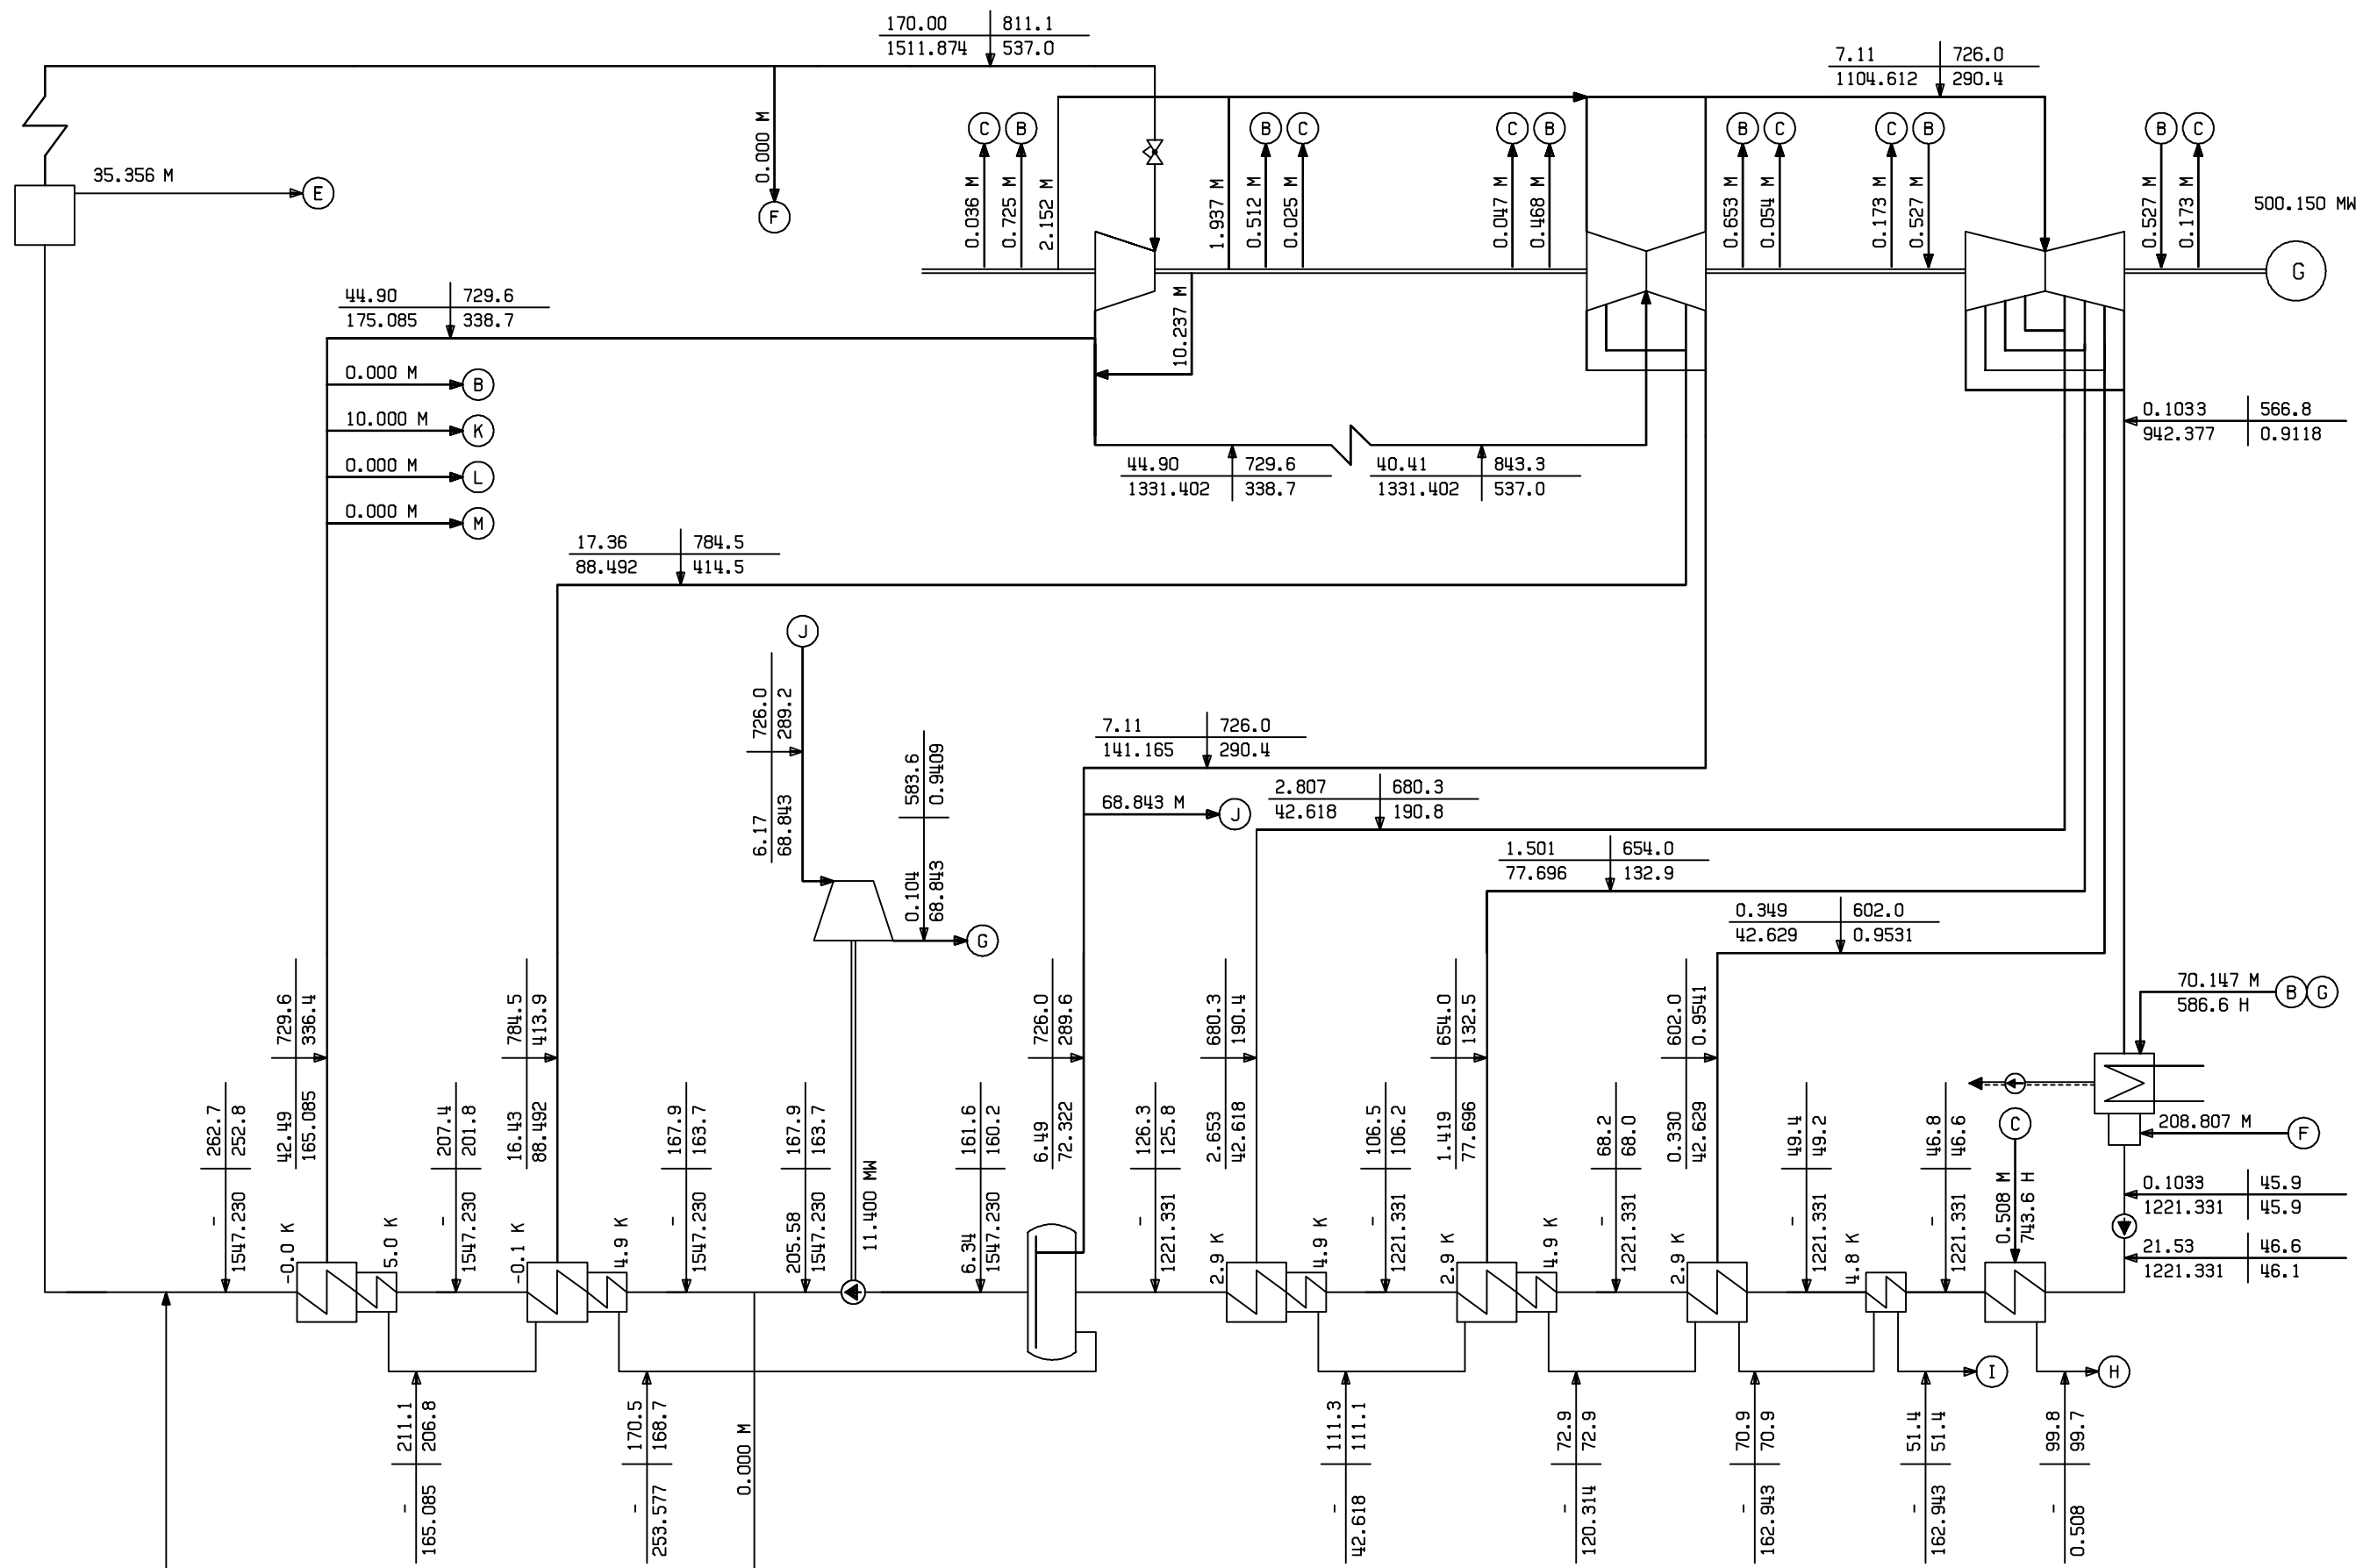 170.00 811.1
1511.874 537.0
7.11 726.0
1104.612 290.4
35.356 M E
0.000 M F
C B
0.036 M 0.725 M 2.152 M
1.937 M
B C
0.512 M 0.025 M
C B
0.047 M 0.468 M
B C
0.653 M 0.054 M
C B
0.173 M 0.527 M
B C
0.527 M 0.173 M
500.150 MW
G
10.237 M
44.90 729.6
175.085 338.7
0.000 M B
10.000 M K
0.000 M L
0.000 M M
0.1033 566.8
942.377 0.9118
44.90 729.6
1331.402 338.7
40.41 843.3
1331.402 537.0
17.36 784.5
88.492 414.5
J
6.17 726.0
68.843 289.2
0.104 583.6
68.843 0.9409
G
7.11 726.0
141.165 290.4
68.843 M J
2.807 680.3
42.618 190.8
1.501 654.0
77.696 132.9
0.349 602.0
42.629 0.9531
70.147 M B G
586.6 H
208.807 M F
0.1033 45.9
1221.331 45.9
21.53 46.6
1221.331 46.1
- 262.7
1547.230 252.8
42.49 729.6
165.085 336.4
-0.0 K
5.0 K
- 207.4
1547.230 201.8
16.43 784.5
88.492 413.9
-0.1 K
4.9 K
- 167.9
1547.230 163.7
205.58 167.9
1547.230 163.7
11.400 MW
6.34 161.6
1547.230 160.2
6.49 726.0
72.322 289.6
- 126.3
1221.331 125.8
2.653 680.3
42.618 190.4
2.9 K
4.9 K
- 106.5
1221.331 106.2
1.419 654.0
77.696 132.5
2.9 K
4.9 K
- 68.2
1221.331 68.0
0.330 602.0
42.629 0.9541
2.9 K
- 49.4
1221.331 49.2
4.8 K
- 46.8
1221.331 46.6
C
0.508 M
743.6 H
I
H
- 211.1
165.085 206.8
- 170.5
253.577 168.7
0.000 M
- 111.3
42.618 111.1
- 72.9
120.314 72.9
- 70.9
162.943 70.9
- 51.4
162.943 51.4
- 99.8
0.508 99.7